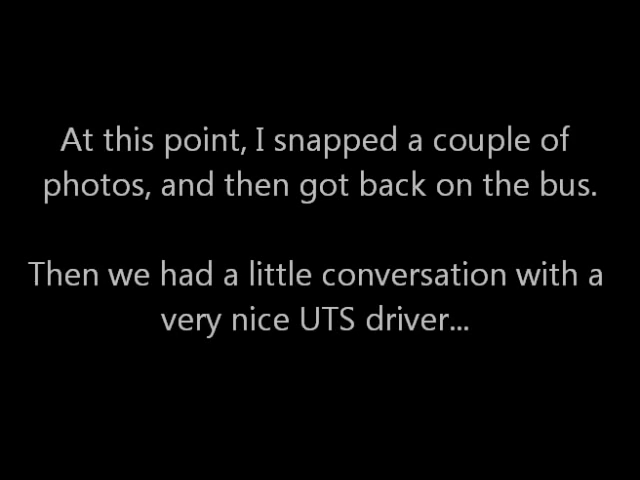 At this point, I snapped a couple of
photos, and then got back on the bus.
Then we had a little conversation with a
very nice UTS driver...